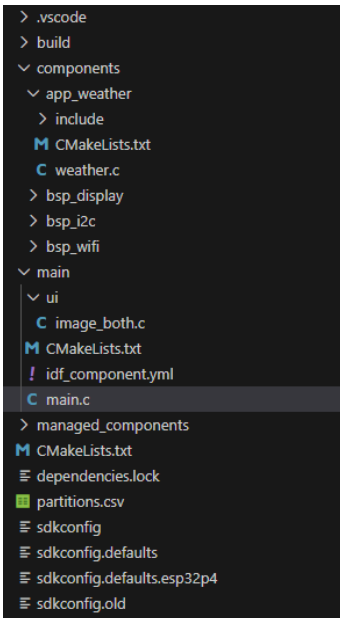 .vscode
build
components
app_weather
include
M CMakeLists.txt
C weather.c
bsp_display
bsp_i2c
bsp_wifi
main
ui
C image_both.c
M CMakeLists.txt
! idf_component.yml
C main.c
managed_components
M CMakeLists.txt
dependencies.lock
partitions.csv
sdkconfig
sdkconfig.defaults
sdkconfig.defaults.esp32p4
sdkconfig.old